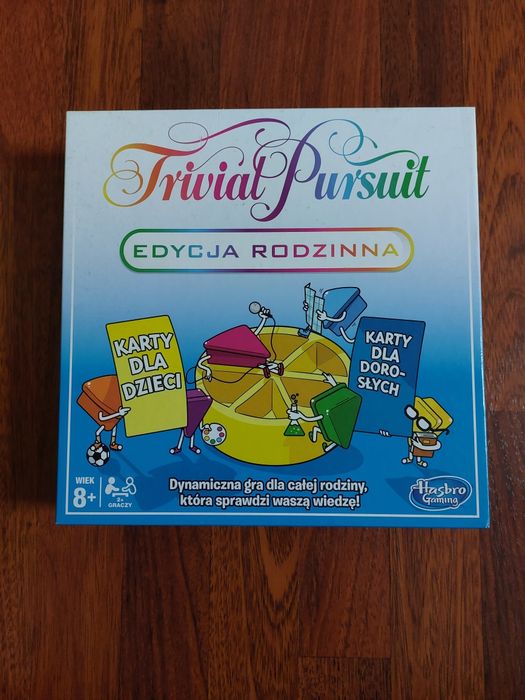 Trivial Pursuit
EDYCJA RODZINNA
KARTY
DLA
DZIECI
KARTY
DLA
DORO-
SŁYCH
WIEK
8+
2+
GRACZY
Dynamiczna gra dla całej rodziny,
która sprawdzi waszą wiedzę!
Hasbro
Gaming